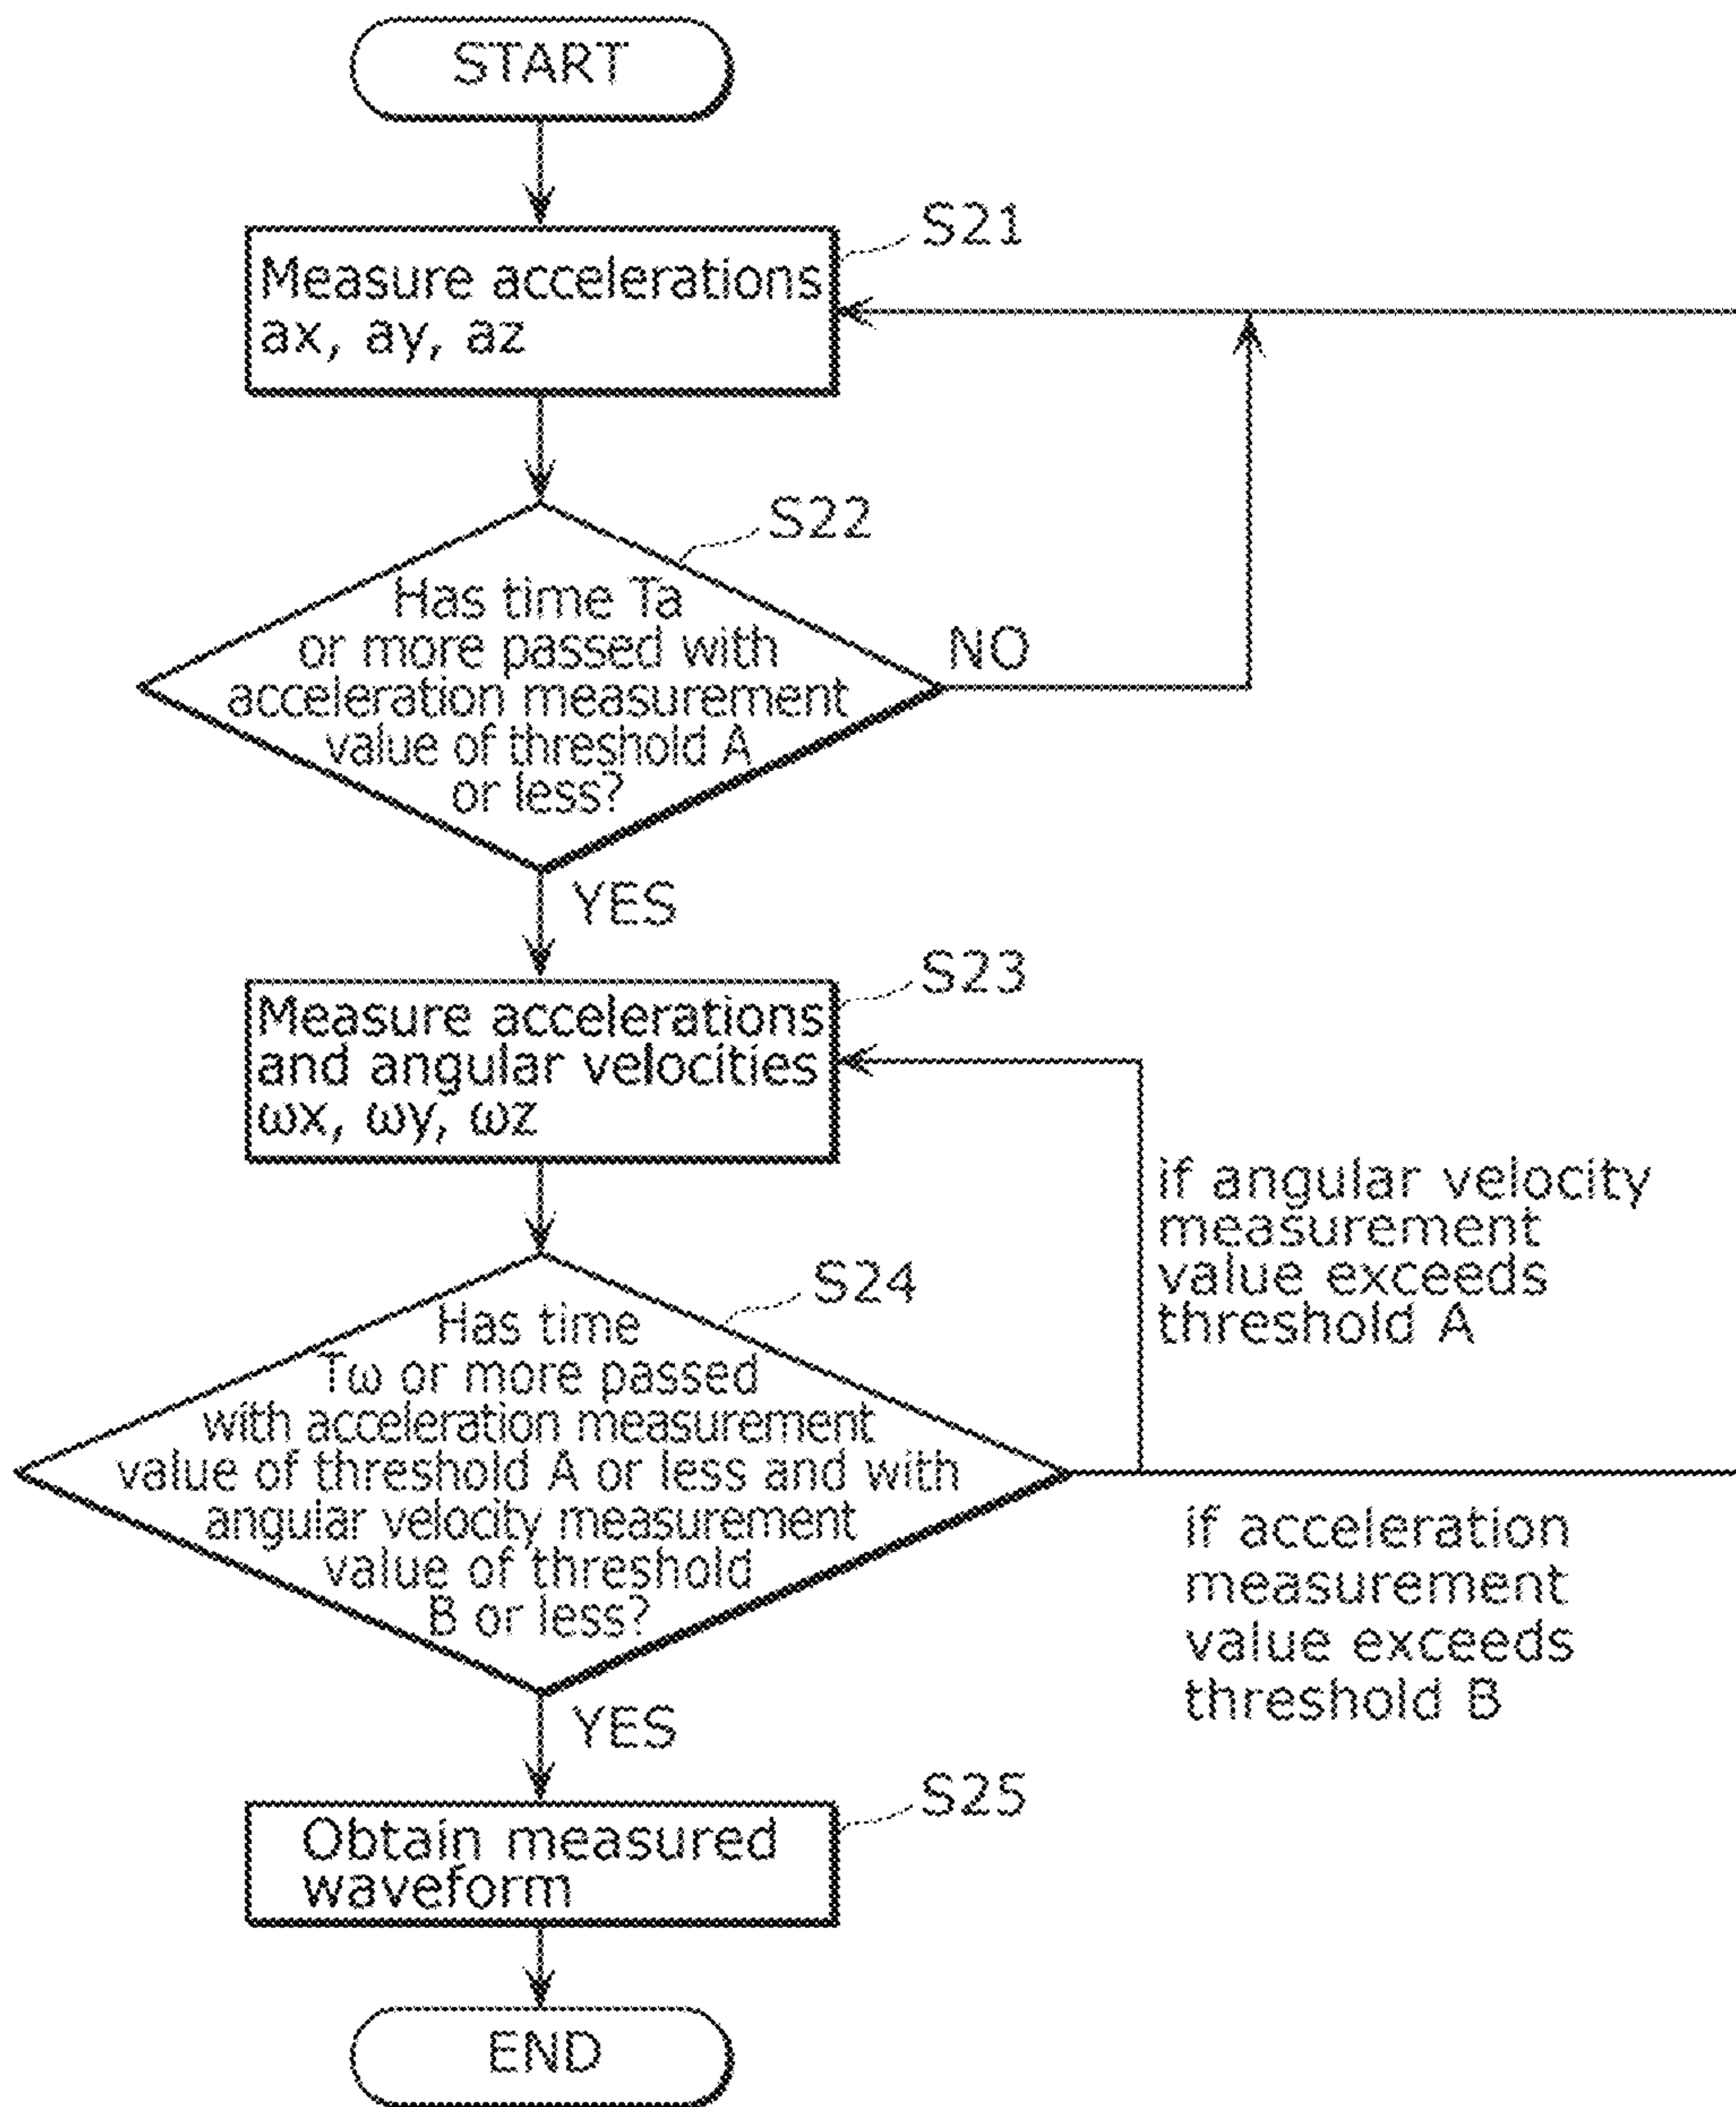 START
S21
Measure accelerations
ax, ay, az
S22
Has time Ta
or more passed with
acceleration measurement
value of threshold A
or less?
NO
YES
S23
Measure accelerations
and angular velocities
ωx, ωy, ωz
if angular velocity
measurement
value exceeds
threshold A
S24
Has time
Tω or more passed
with acceleration measurement
value of threshold A or less and with
angular velocity measurement
value of threshold
B or less?
if acceleration
measurement
value exceeds
threshold B
YES
S25
Obtain measured
waveform
END